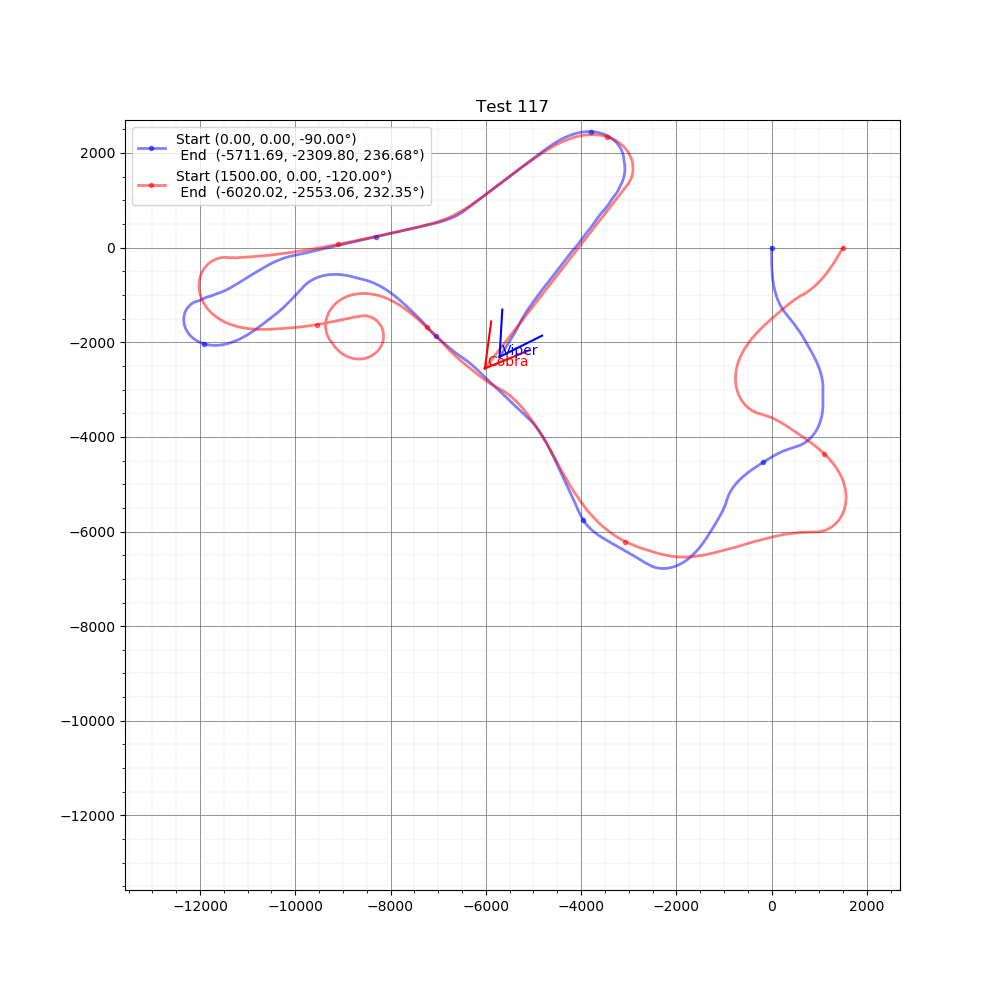 Test 117
Start (0.00, 0.00, -90.00°)
End (-5711.69, -2309.80, 236.68°)
Start (1500.00, 0.00, -120.00°)
End (-6020.02, -2553.06, 232.35°)
2000
0
−2000
−4000
−6000
−8000
−10000
−12000
Viper
Cobra
−12000 −10000 −8000 −6000 −4000 −2000 0 2000